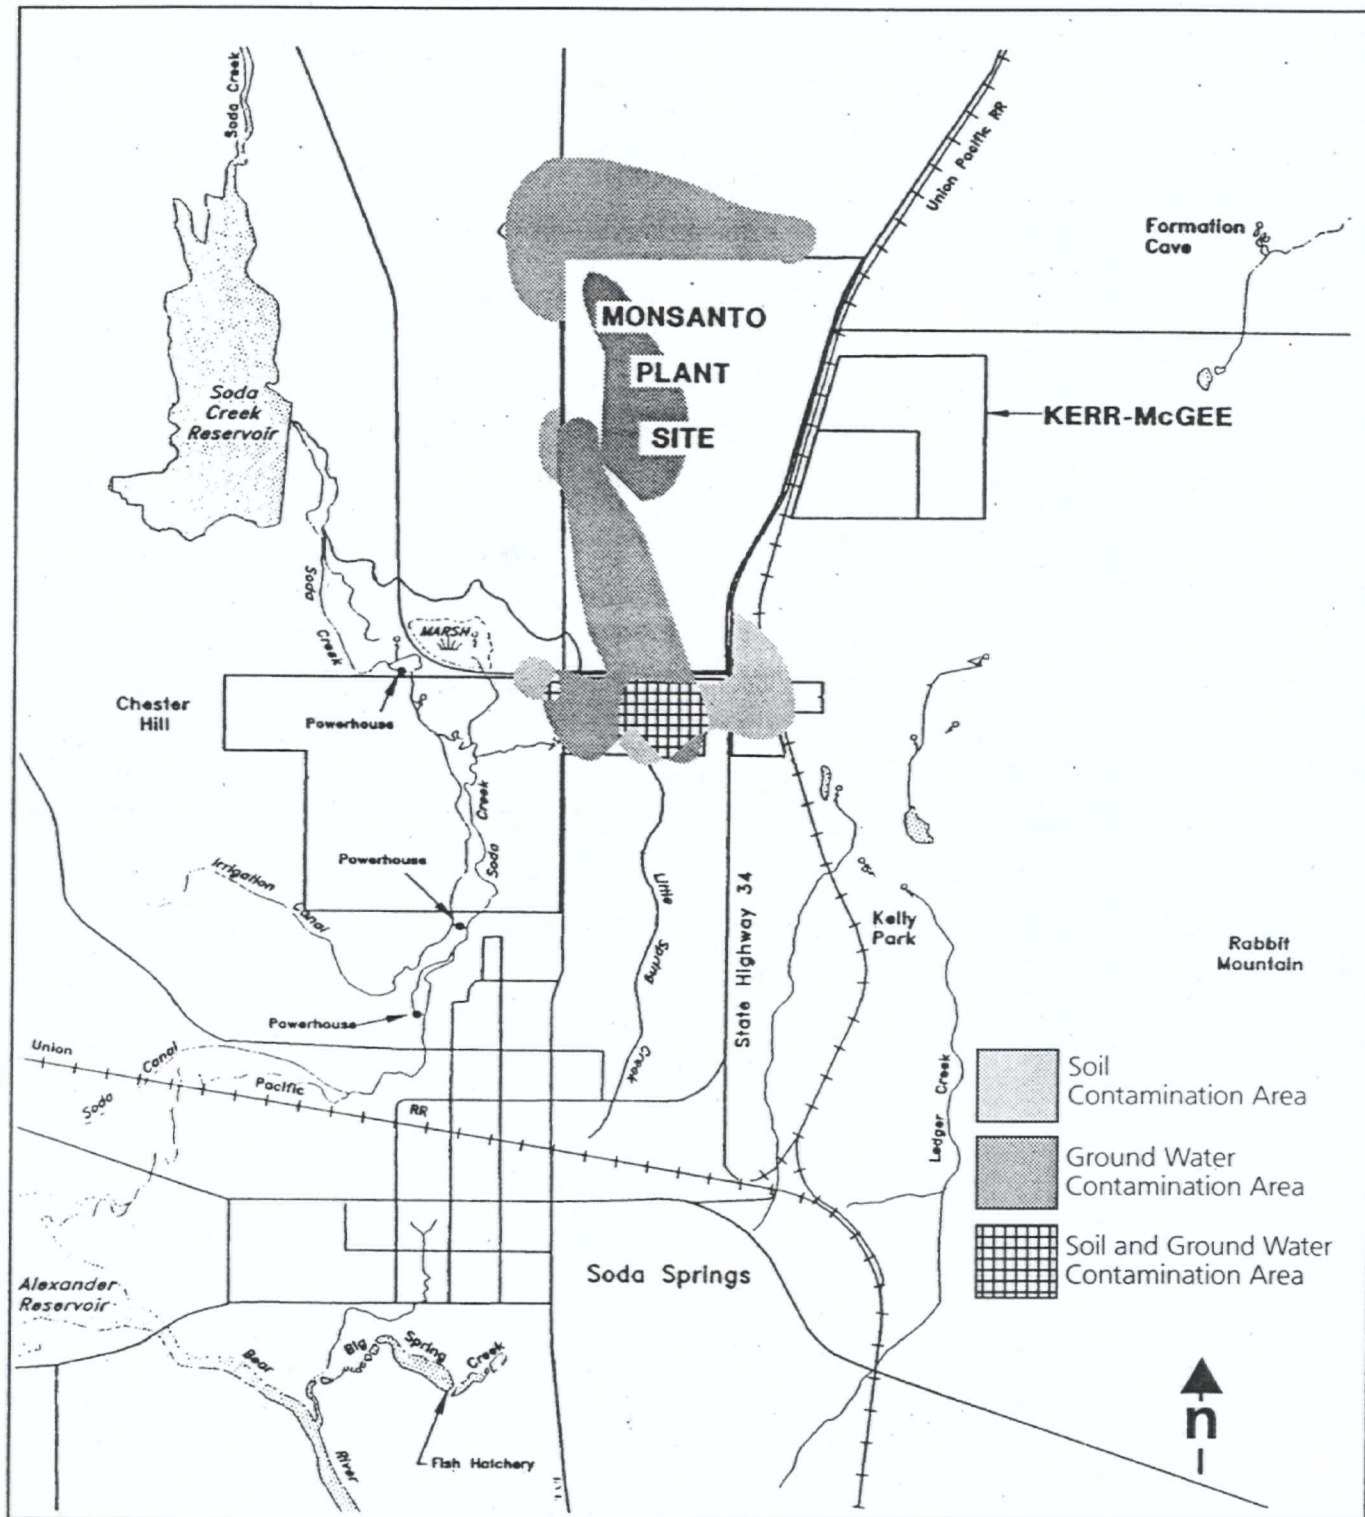 Soda Creek
Union Pacific RR
Formation
Cave
MONSANTO
PLANT
SITE
KERR-McGEE
Soda
Creek
Reservoir
Soda
Creek
MARSH
Chester
Hill
Powerhouse
Creek
Soda
Powerhouse
Irrigation
Canal
Little
Spring
Creek
State Highway 34
Kelly
Park
Rabbit
Mountain
Powerhouse
Union
Pacific
RR
Soda
Canal
Ledger Creek
Soil
Contamination Area
Ground Water
Contamination Area
Soil and Ground Water
Contamination Area
Soda Springs
Alexander
Reservoir
Bear
River
Big
Spring
Creek
Fish Hatchery
n